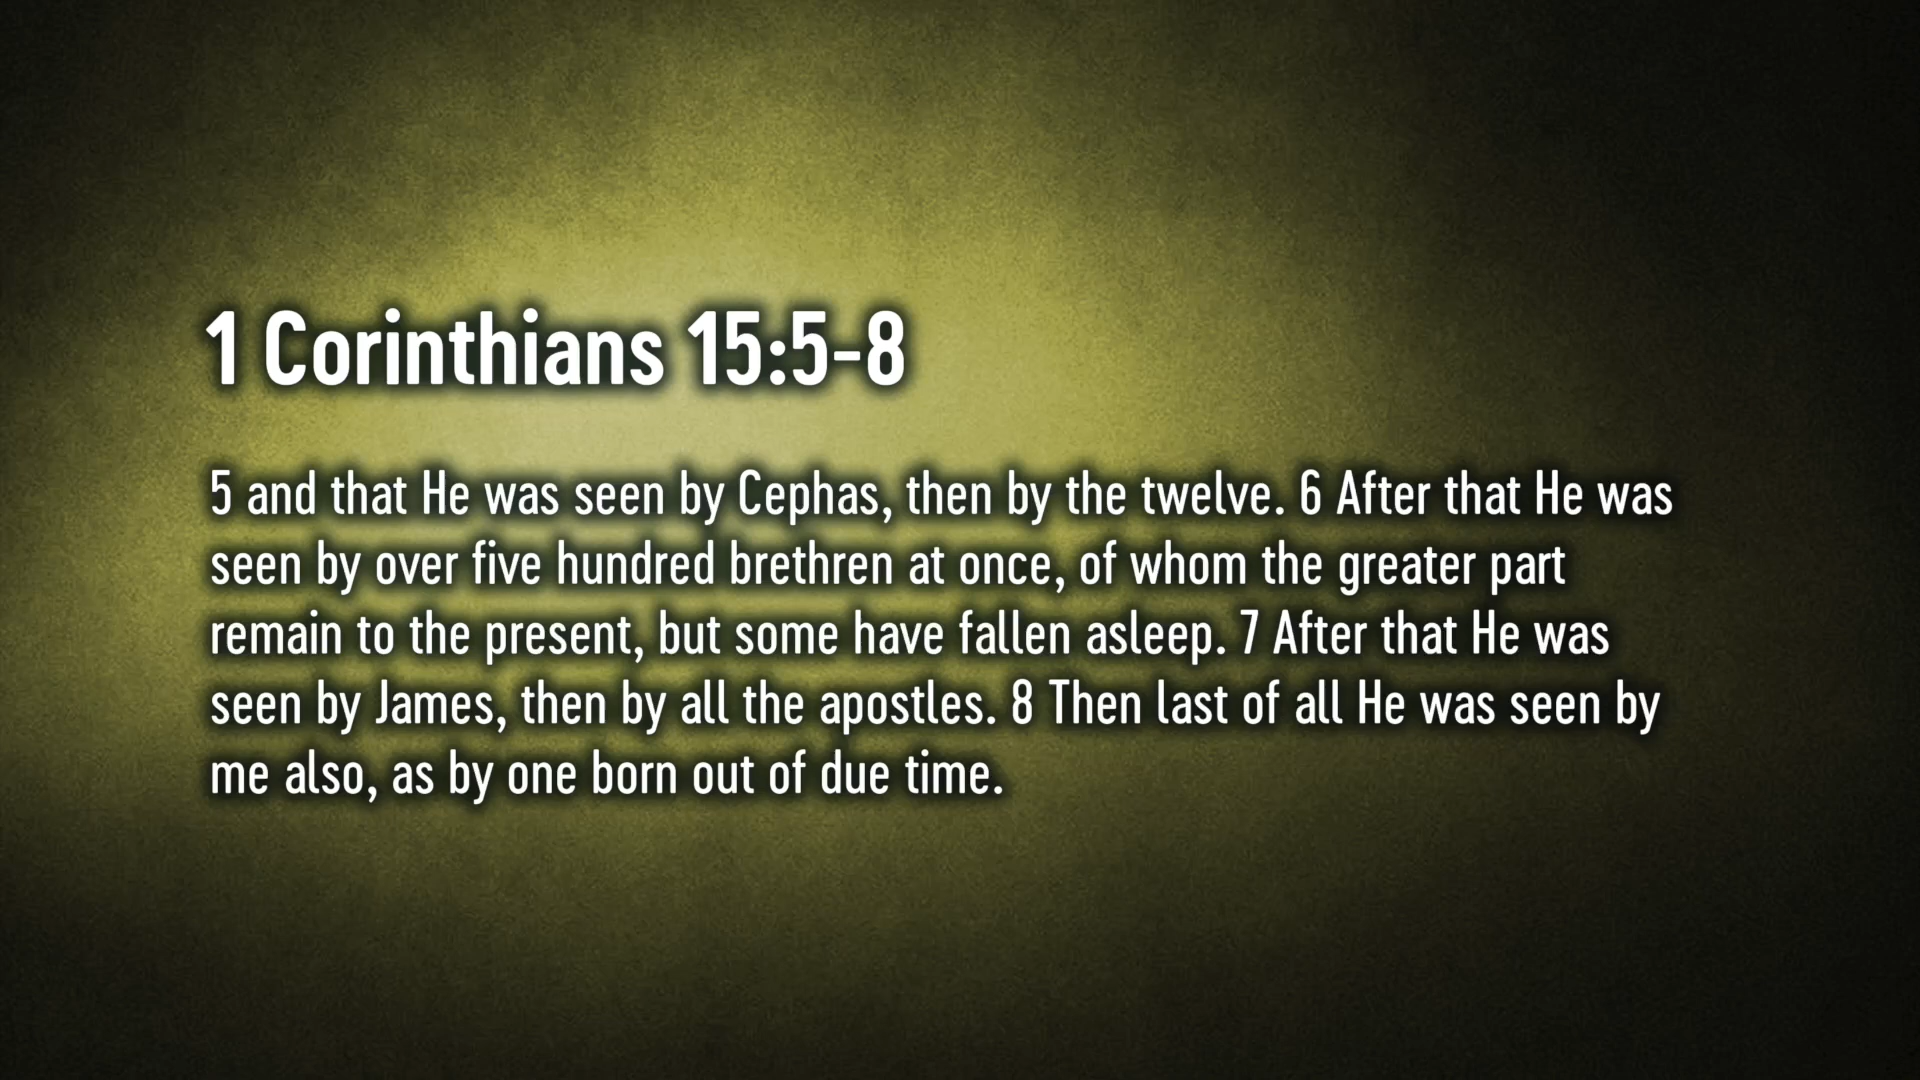 1 Corinthians 15:5-8
5 and that He was seen by Cephas, then by the twelve. 6 After that He was
seen by over five hundred brethren at once, of whom the greater part
remain to the present, but some have fallen asleep. 7 After that He was
seen by James, then by all the apostles. 8 Then last of all He was seen by
me also, as by one born out of due time.